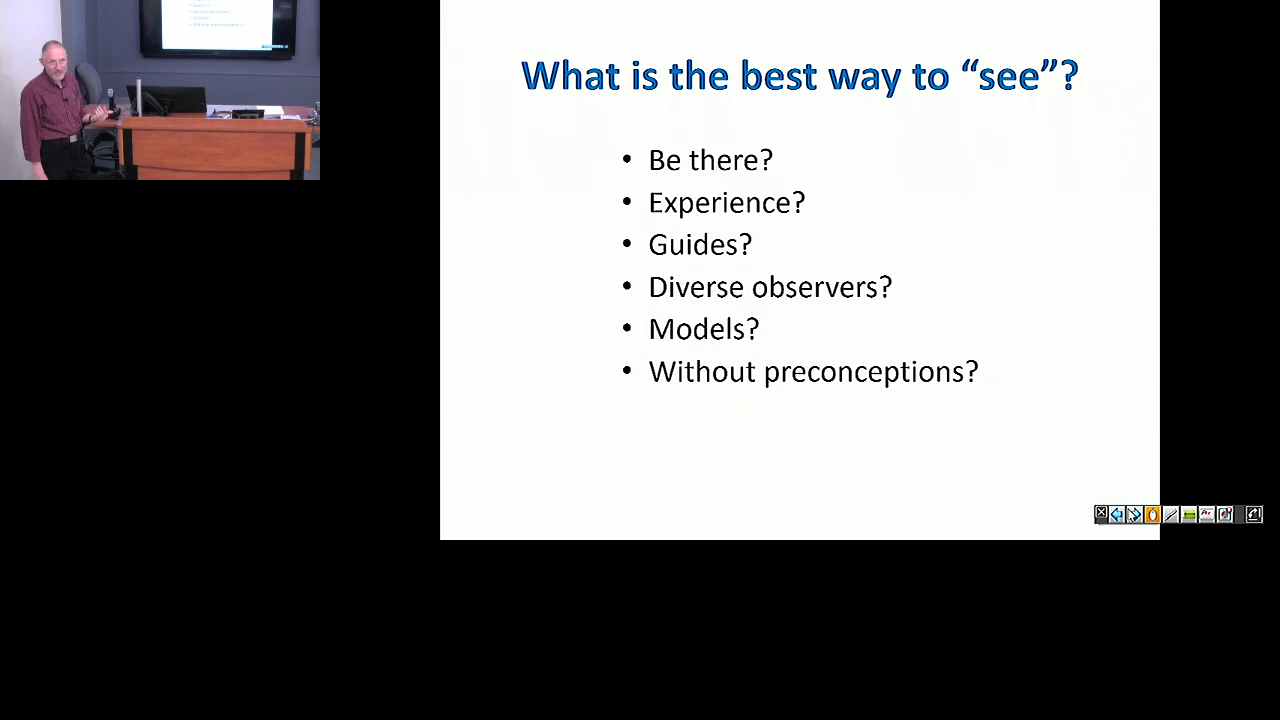 What is the best way to “see”?
• Be there?
• Experience?
• Guides?
• Diverse observers?
• Models?
• Without preconceptions?